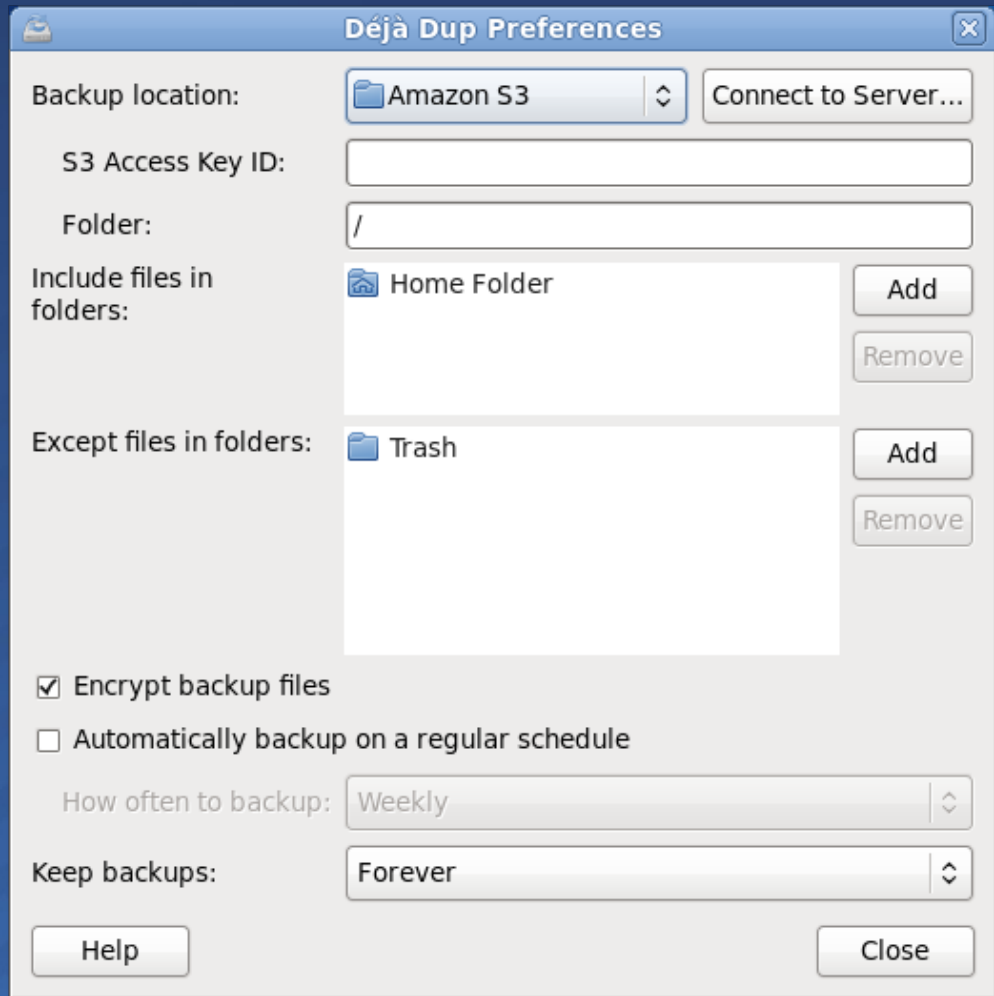 Déjà Dup Preferences
Backup location:
Amazon S3
Connect to Server...
S3 Access Key ID:
Folder:
/
Include files in
folders:
Home Folder
Add
Remove
Except files in folders:
Trash
Add
Remove
Encrypt backup files
Automatically backup on a regular schedule
How often to backup:
Weekly
Keep backups:
Forever
Help
Close